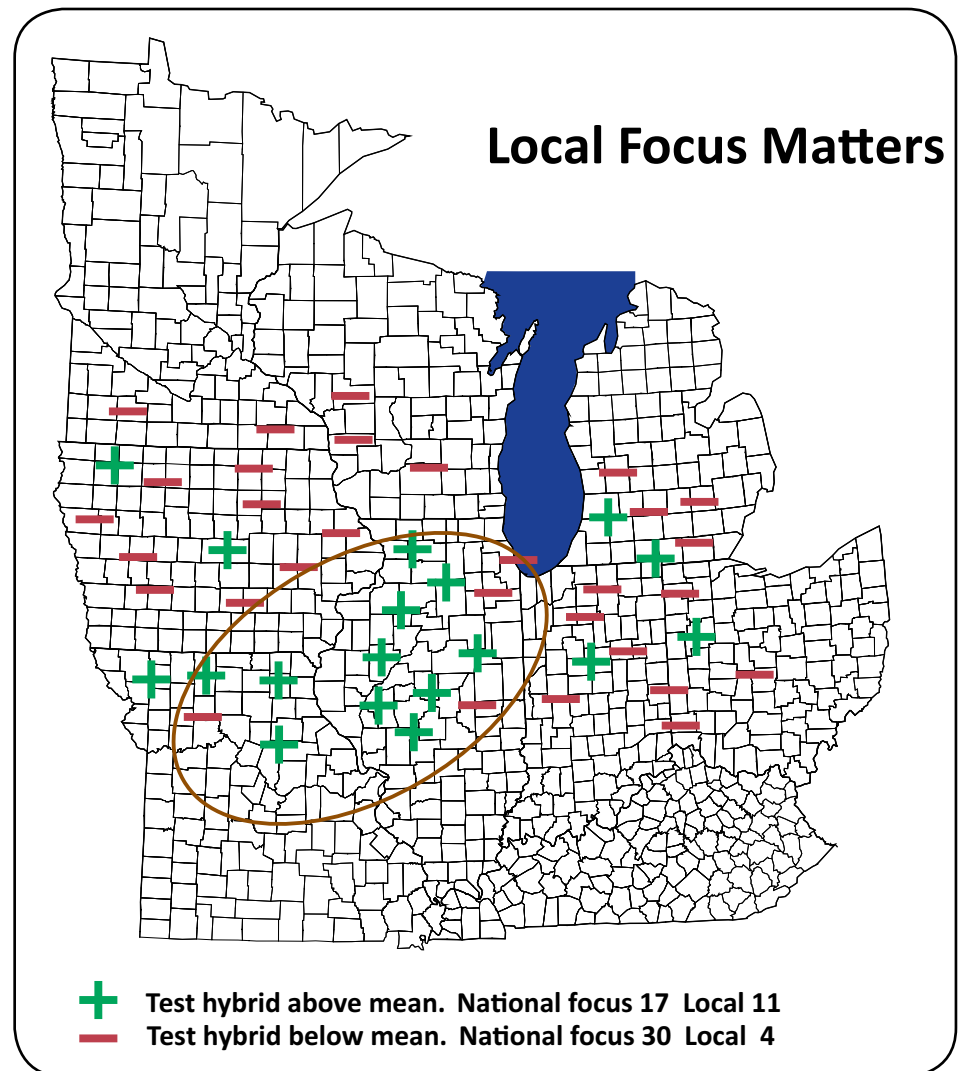 Local Focus Matters
Test hybrid above mean. National focus 17 Local 11
Test hybrid below mean. National focus 30 Local 4